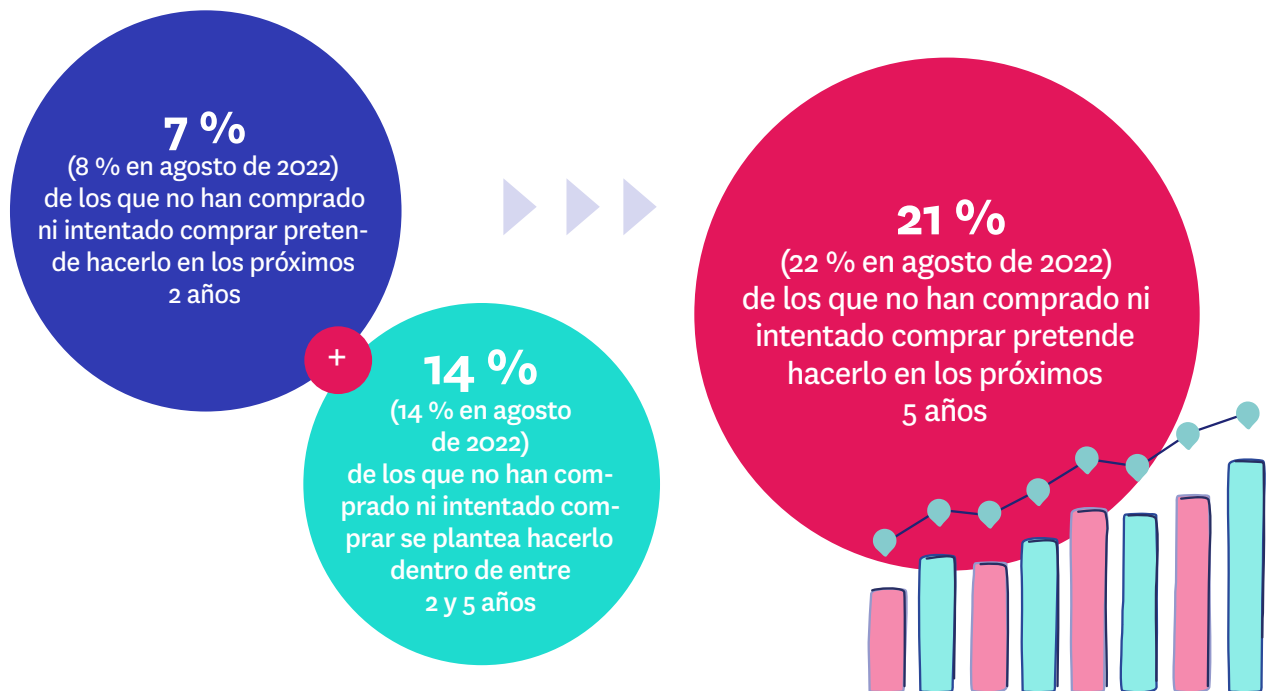 7 %
(8 % en agosto de 2022)
de los que no han comprado
ni intentado comprar preten-
de hacerlo en los próximos
2 años
+
14 %
(14 % en agosto
de 2022)
de los que no han com-
prado ni intentado com-
prar se plantea hacerlo
dentro de entre
2 y 5 años
21 %
(22 % en agosto de 2022)
de los que no han comprado ni
intentado comprar pretende
hacerlo en los próximos
5 años